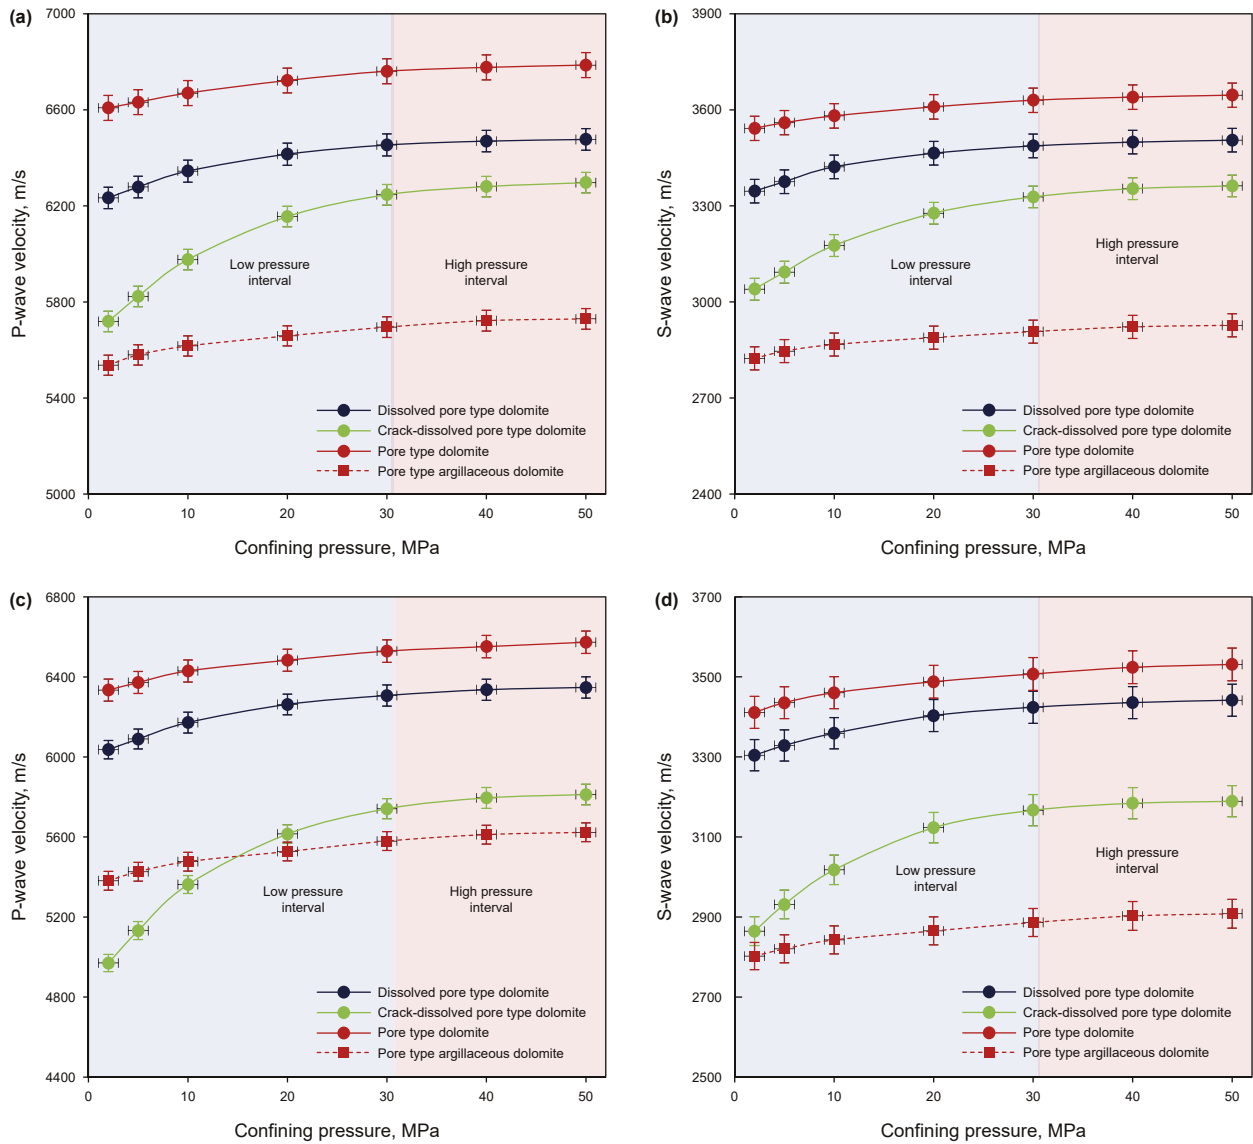 (a)
7000
6600
6200
5800
5400
5000
P-wave velocity, m/s
Low pressure
interval
High pressure
interval
Dissolved pore type dolomite
Crack-dissolved pore type dolomite
Pore type dolomite
Pore type argillaceous dolomite
0
10
20
30
40
50
Confining pressure, MPa
(b)
3900
3600
3300
3000
2700
2400
S-wave velocity, m/s
High pressure
interval
Low pressure
interval
Dissolved pore type dolomite
Crack-dissolved pore type dolomite
Pore type dolomite
Pore type argillaceous dolomite
0
10
20
30
40
50
Confining pressure, MPa
(c)
6800
6400
6000
5600
5200
4800
4400
P-wave velocity, m/s
Low pressure
interval
High pressure
interval
Dissolved pore type dolomite
Crack-dissolved pore type dolomite
Pore type dolomite
Pore type argillaceous dolomite
0
10
20
30
40
50
Confining pressure, MPa
(d)
3700
3500
3300
3100
2900
2700
2500
S-wave velocity, m/s
High pressure
interval
Low pressure
interval
Dissolved pore type dolomite
Crack-dissolved pore type dolomite
Pore type dolomite
Pore type argillaceous dolomite
0
10
20
30
40
50
Confining pressure, MPa